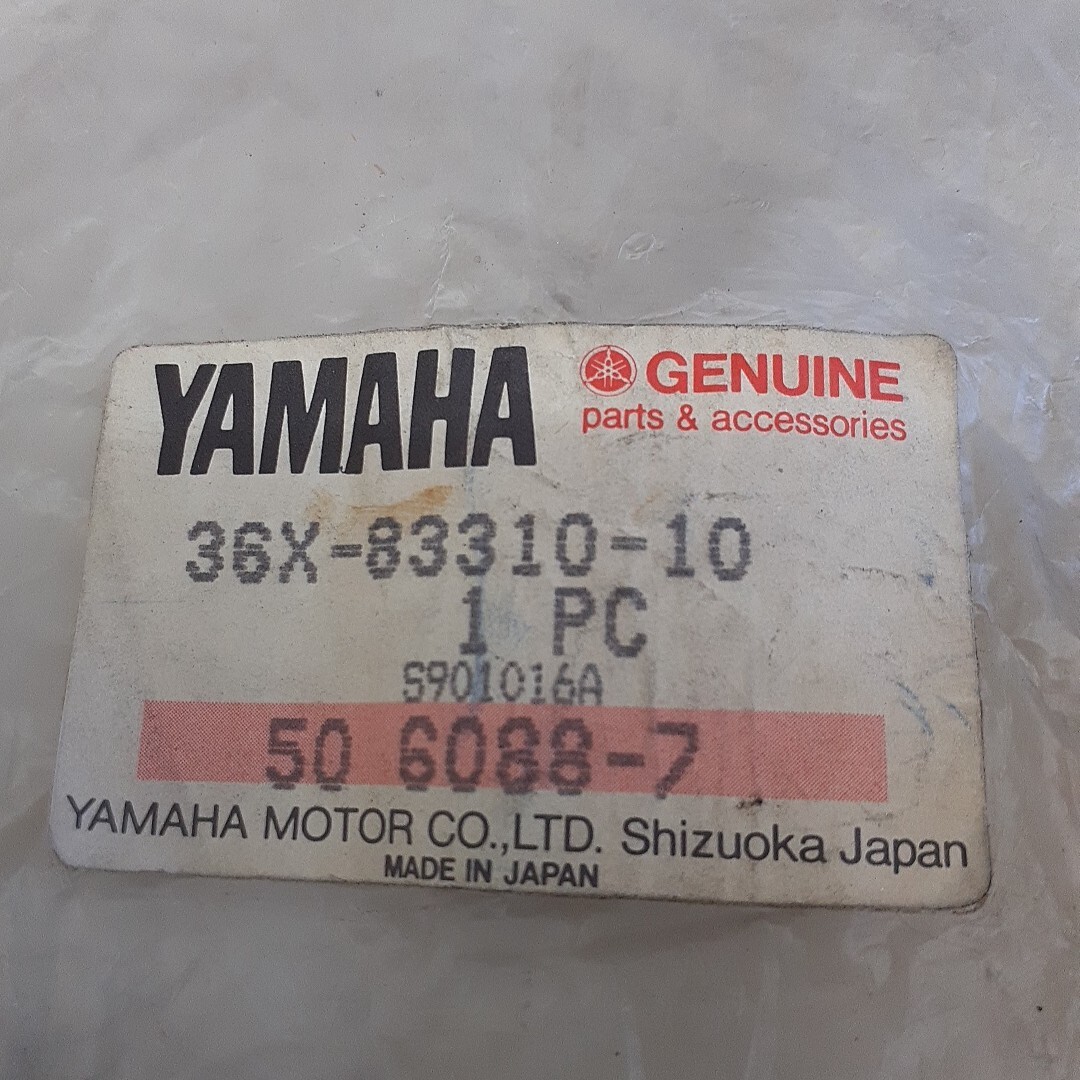 YAMAHA GENUINE
parts & accessories
36X-83310-10
1 PC
S901016A
50 6088-7
YAMAHA MOTOR CO.,LTD. Shizuoka Japan
MADE IN JAPAN